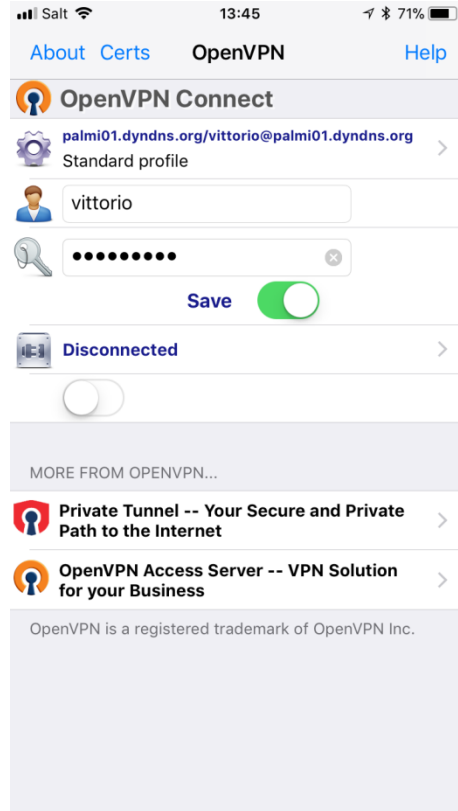 Salt 13:45 71%
About Certs OpenVPN Help
OpenVPN Connect
palmi01.dyndns.org/vittorio@palmi01.dyndns.org
Standard profile
vittorio
•••••••••
Save
Disconnected
MORE FROM OPENVPN...
Private Tunnel -- Your Secure and Private
Path to the Internet
OpenVPN Access Server -- VPN Solution
for your Business
OpenVPN is a registered trademark of OpenVPN Inc.